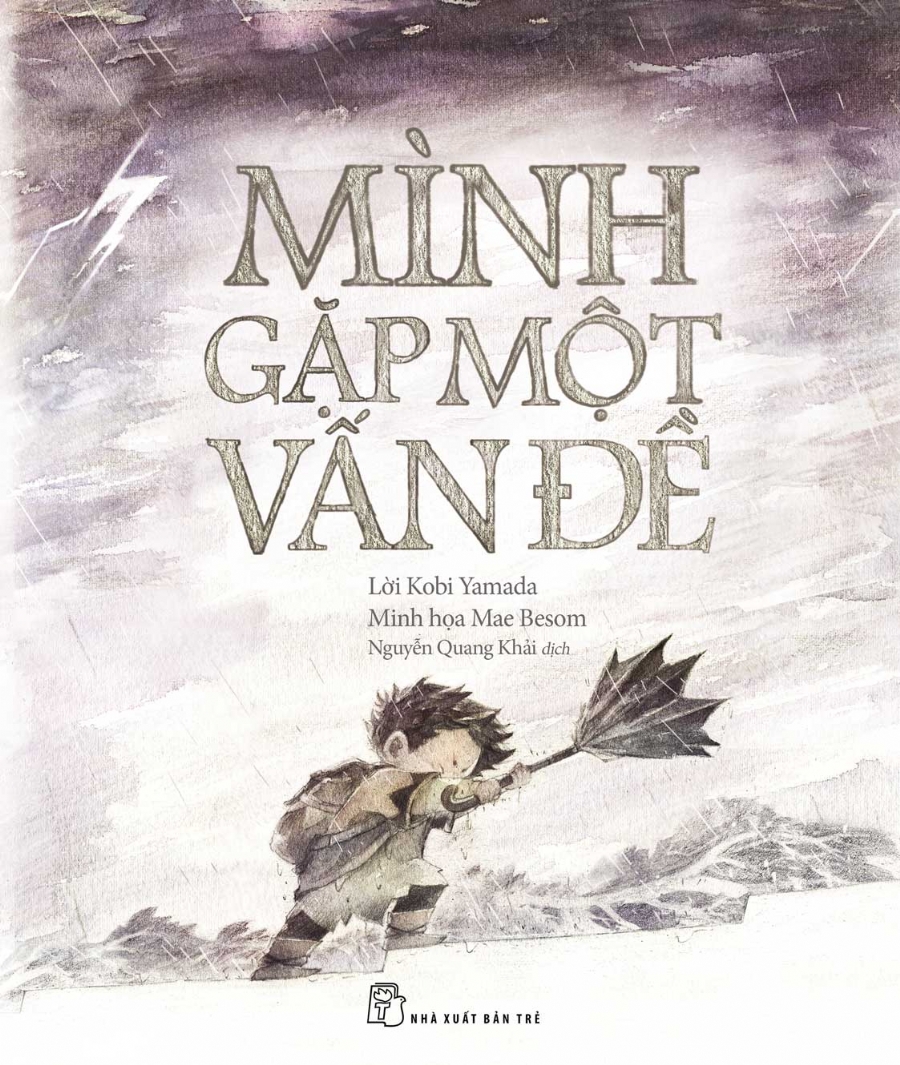 MÌNH
GẶP MỘT
VẤN ĐỀ
Lời Kobi Yamada
Minh họa Mae Besom
Nguyễn Quang Khải dịch
T
NHÀ XUẤT BẢN TRẺ